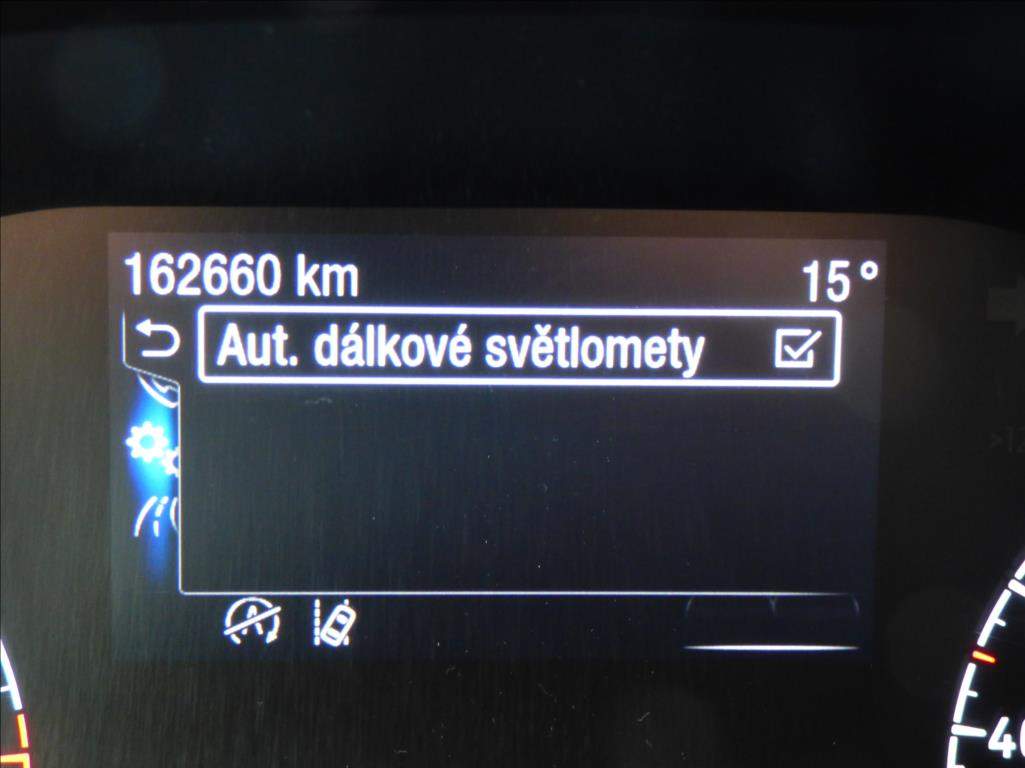 162660 km 15°
Aut. dálkové světlomety